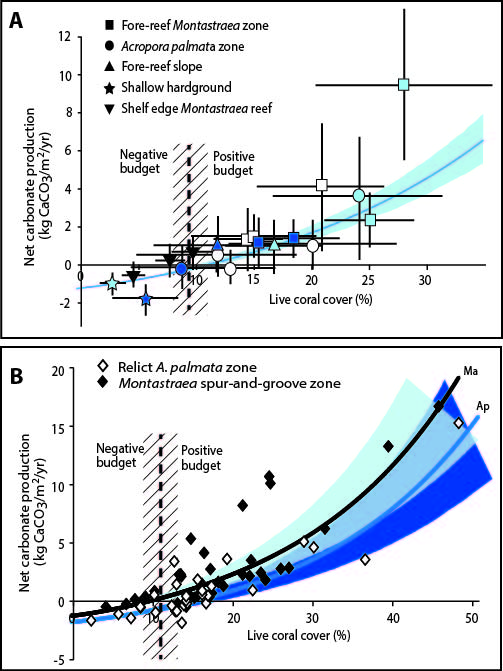 A
Fore-reef Montastraea zone
Acropora palmata zone
Fore-reef slope
Shallow hardground
Shelf edge Montastraea reef
Negative budget
Positive budget
Net carbonate production
(kg CaCO3/m2/yr)
12
10
8
6
4
2
0
-2
0
10
15
20
25
30
Live coral cover (%)
B
Relict A. palmata zone
Montastraea spur-and-groove zone
Ma
Ap
Negative budget
Positive budget
Net carbonate production
(kg CaCO3/m2/yr)
20
15
10
5
0
-5
10
20
30
40
50
Live coral cover (%)